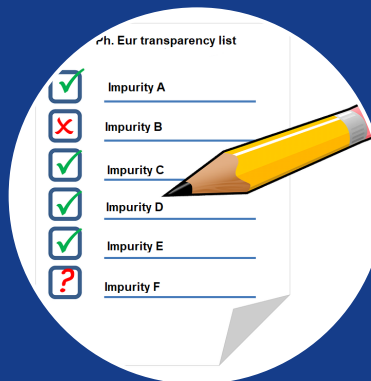 Ph. Eur transparency list
Impurity A
Impurity B
Impurity C
Impurity D
Impurity E
?
Impurity F